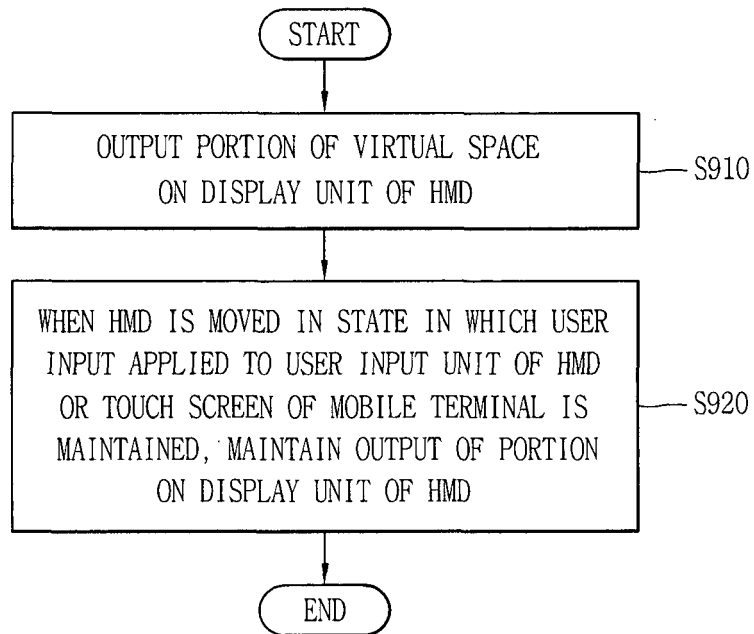 START
OUTPUT PORTION OF VIRTUAL SPACE
ON DISPLAY UNIT OF HMD
S910
WHEN HMD IS MOVED IN STATE IN WHICH USER
INPUT APPLIED TO USER INPUT UNIT OF HMD
OR TOUCH SCREEN OF MOBILE TERMINAL IS
MAINTAINED, MAINTAIN OUTPUT OF PORTION
ON DISPLAY UNIT OF HMD
S920
END